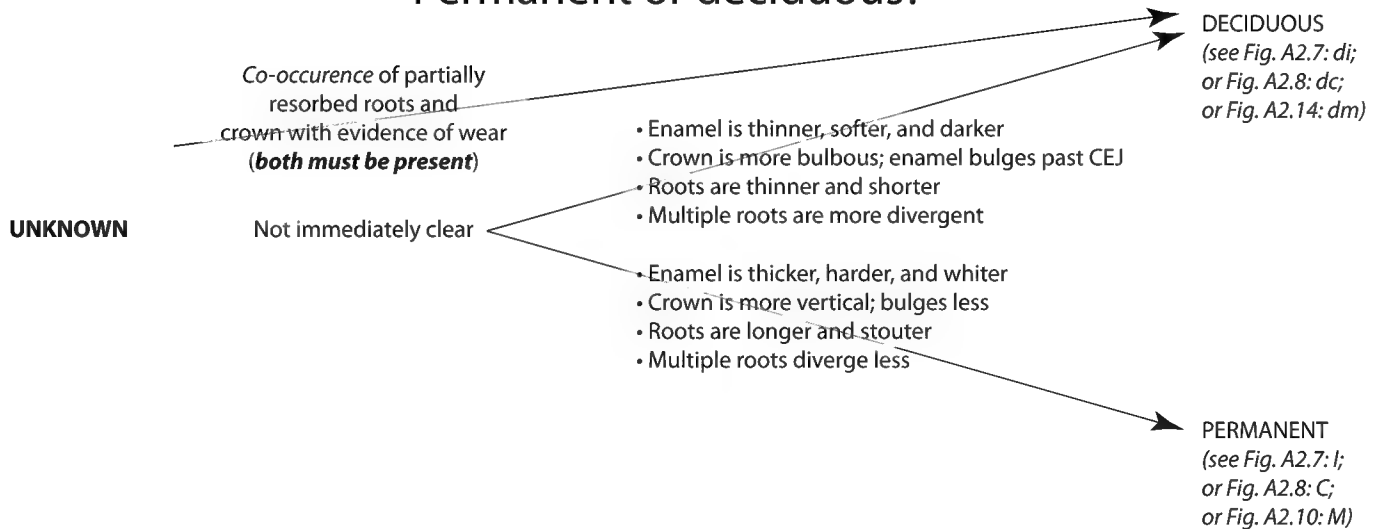 Permanent or deciduous?
DECIDUOUS
(see Fig. A2.7: di;
or Fig. A2.8: dc;
or Fig. A2.14: dm)
Co-occurence of partially
resorbed roots and
crown with evidence of wear
(both must be present)
• Enamel is thinner, softer, and darker
• Crown is more bulbous; enamel bulges past CEJ
• Roots are thinner and shorter
• Multiple roots are more divergent
UNKNOWN
Not immediately clear
• Enamel is thicker, harder, and whiter
• Crown is more vertical; bulges less
• Roots are longer and stouter
• Multiple roots diverge less
PERMANENT
(see Fig. A2.7: I;
or Fig. A2.8: C;
or Fig. A2.10: M)